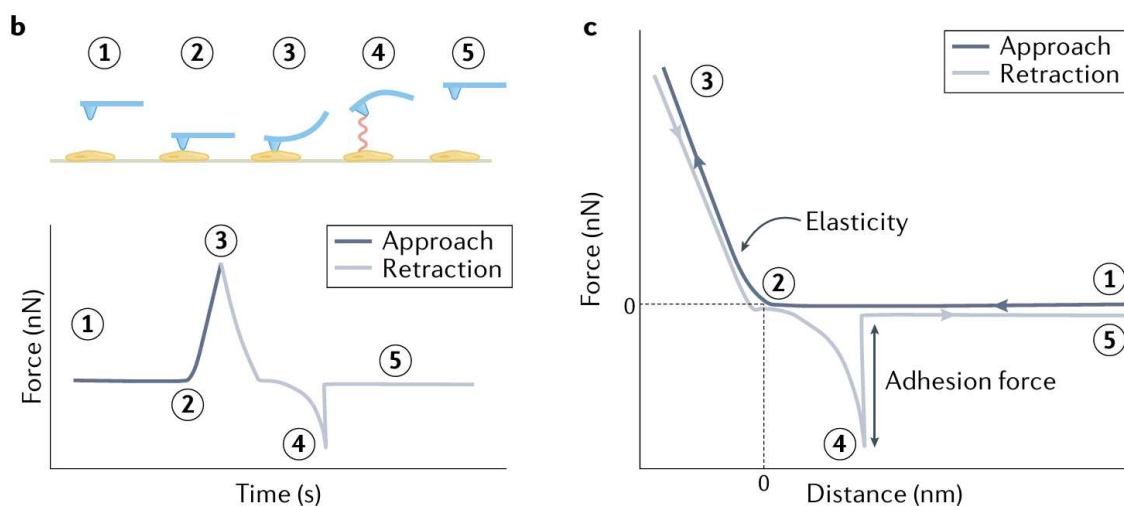 b
1 2 3 4 5
Approach
Retraction
3
1
5
2
4
Force (nN)
Time (s)
c
Approach
Retraction
3
Elasticity
2
1
0
5
Adhesion force
4
Force (nN)
0
Distance (nm)